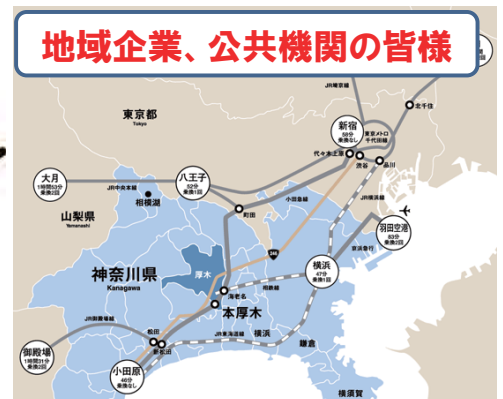 地域企業、公共機関の皆様
JR埼京線
東京都
Tokyo
北千住
新宿
58分
乗換なし
東京メトロ
千代田線
代々木上原
渋谷
品川
大月
1時間53分
乗換2回
JR中央本線
八王子
52分
乗換1回
相模湖
町田
小田急線
JR横浜線
羽田空港
83分
乗換2回
京浜急行
山梨県
Yamanashi
神奈川県
Kanagawa
厚木
246
横浜
47分
乗換1回
海老名
相鉄線
本厚木
JR御殿場線
松田
新松田
JR東海道線
横浜
鎌倉
御殿場
1時間31分
乗換2回
小田原
40分
乗換なし
横須賀